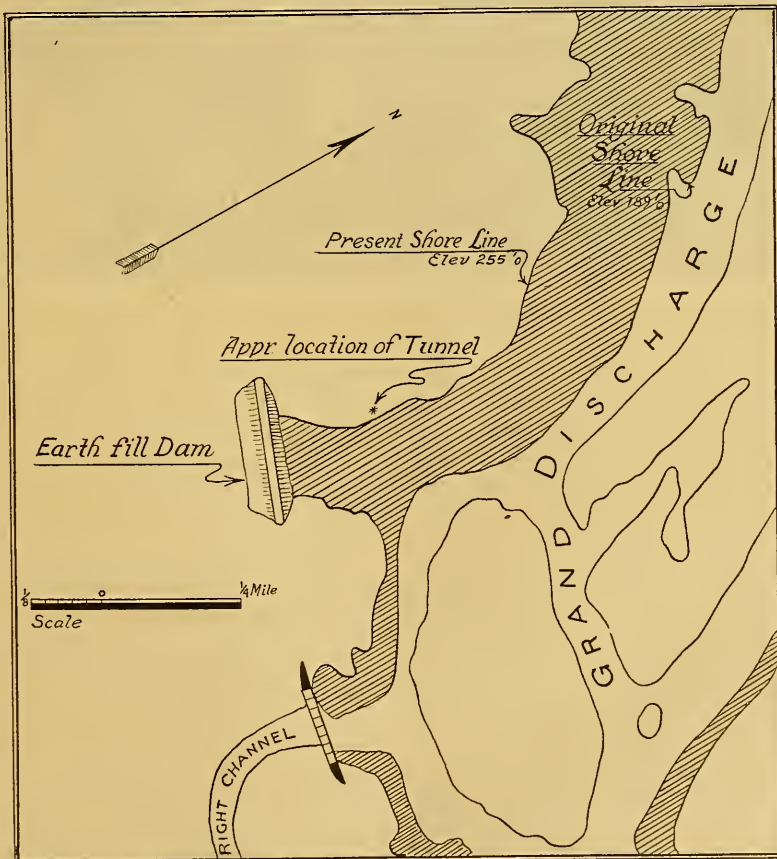 N
Original
Shore
Line
Elev 189'0
Present Shore Line
Elev 255'0
GRAND DISCHARGE
Appr. location of Tunnel
Earth fill Dam
1/8 0 1/4 Mile
Scale
RIGHT CHANNEL